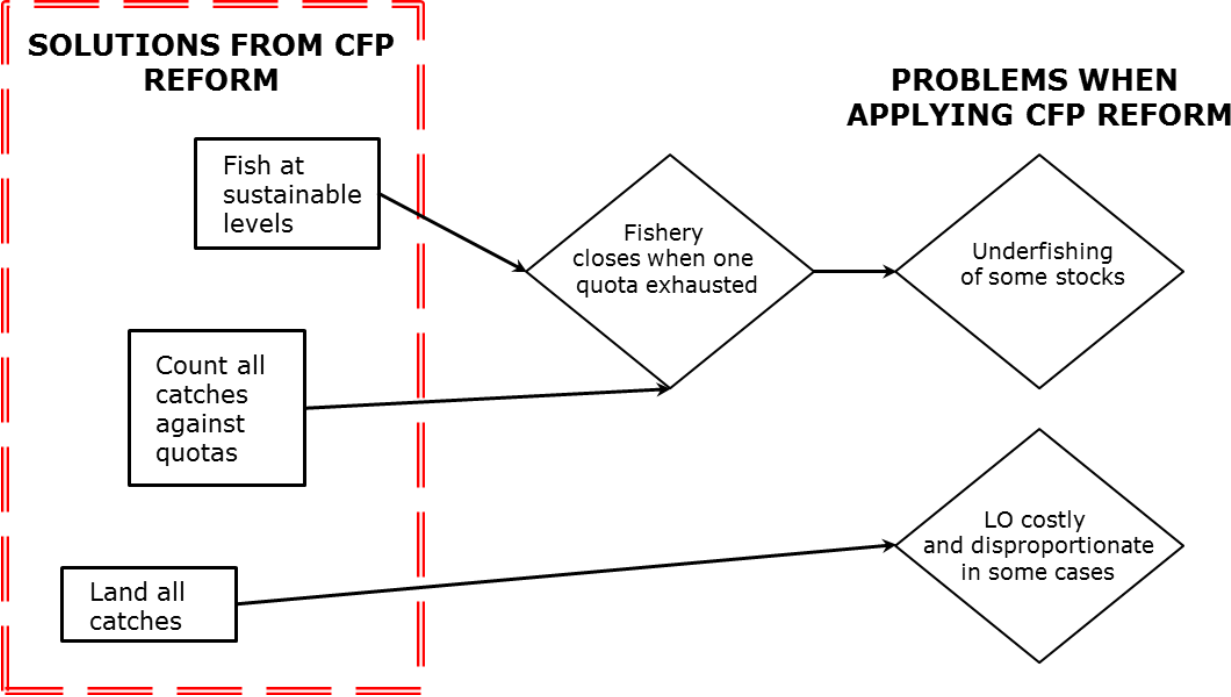 SOLUTIONS FROM CFP
REFORM
PROBLEMS WHEN
APPLYING CFP REFORM
Fish at
sustainable
levels
Fishery
closes when one
quota exhausted
Underfishing
of some stocks
Count all
catches
against
quotas
LO costly
and disproportionate
in some cases
Land all
catches